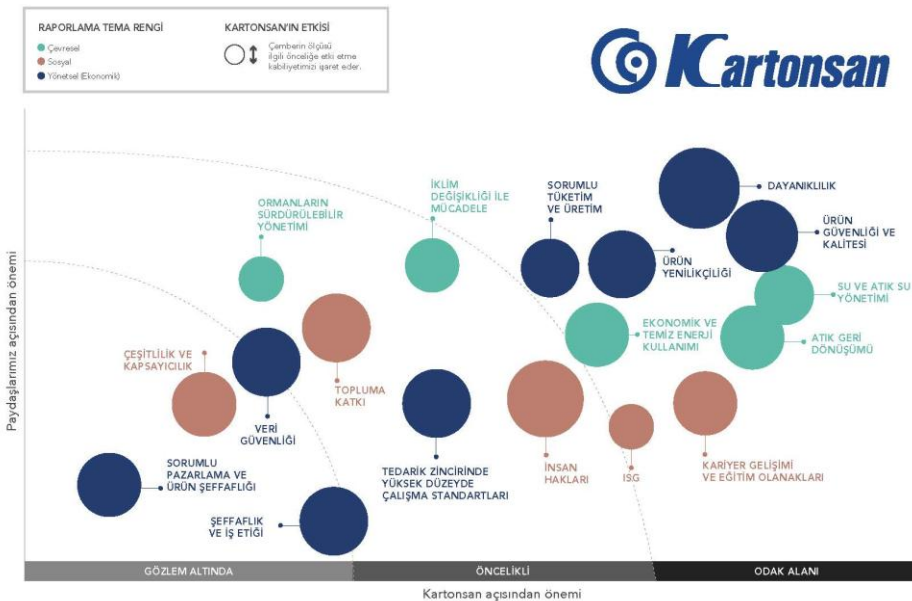 RAPORLAMA TEMA RENGİ
Çevresel
Sosyal
Yönetsel (Ekonomik)
KARTONSAN'IN ETKİSİ
Çemberin ölçüsü
ilgili önceliğe etki etme
kabiliyetimizi işaret eder.
Kartonsan
Paydaşlarımız açısından önemi
ORMANLARIN
SÜRDÜRÜLEBİLİR
YÖNETİMİ
İKLİM
DEĞİŞİKLİĞİ İLE
MÜCADELE
SORUMLU
TÜKETİM
VE ÜRETİM
DAYANIKLILIK
ÜRÜN
GÜVENLİĞİ VE
KALİTESİ
ÜRÜN
YENİLİKÇİLİĞİ
SU VE ATIK SU
YÖNETİMİ
EKONOMİK VE
TEMİZ ENERJİ
KULLANIMI
ATIK GERİ
DÖNÜŞÜMÜ
ÇEŞİTLİLİK VE
KAPSAYICILIK
TOPLUMA
KATKI
VERİ
GÜVENLİĞİ
SORUMLU
PAZARLAMA VE
ÜRÜN ŞEFFAFLIĞI
TEDARİK ZİNCİRİNDE
YÜKSEK DÜZEYDE
ÇALIŞMA STANDARTLARI
İNSAN
HAKLARI
ISG
KARİYER GELİŞİMİ
VE EĞİTİM OLANAKLARI
ŞEFFAFLIK
VE İŞ ETİĞİ
GÖZLEM ALTINDA
ÖNCELİKLİ
ODAK ALANI
Kartonsan açısından önemi